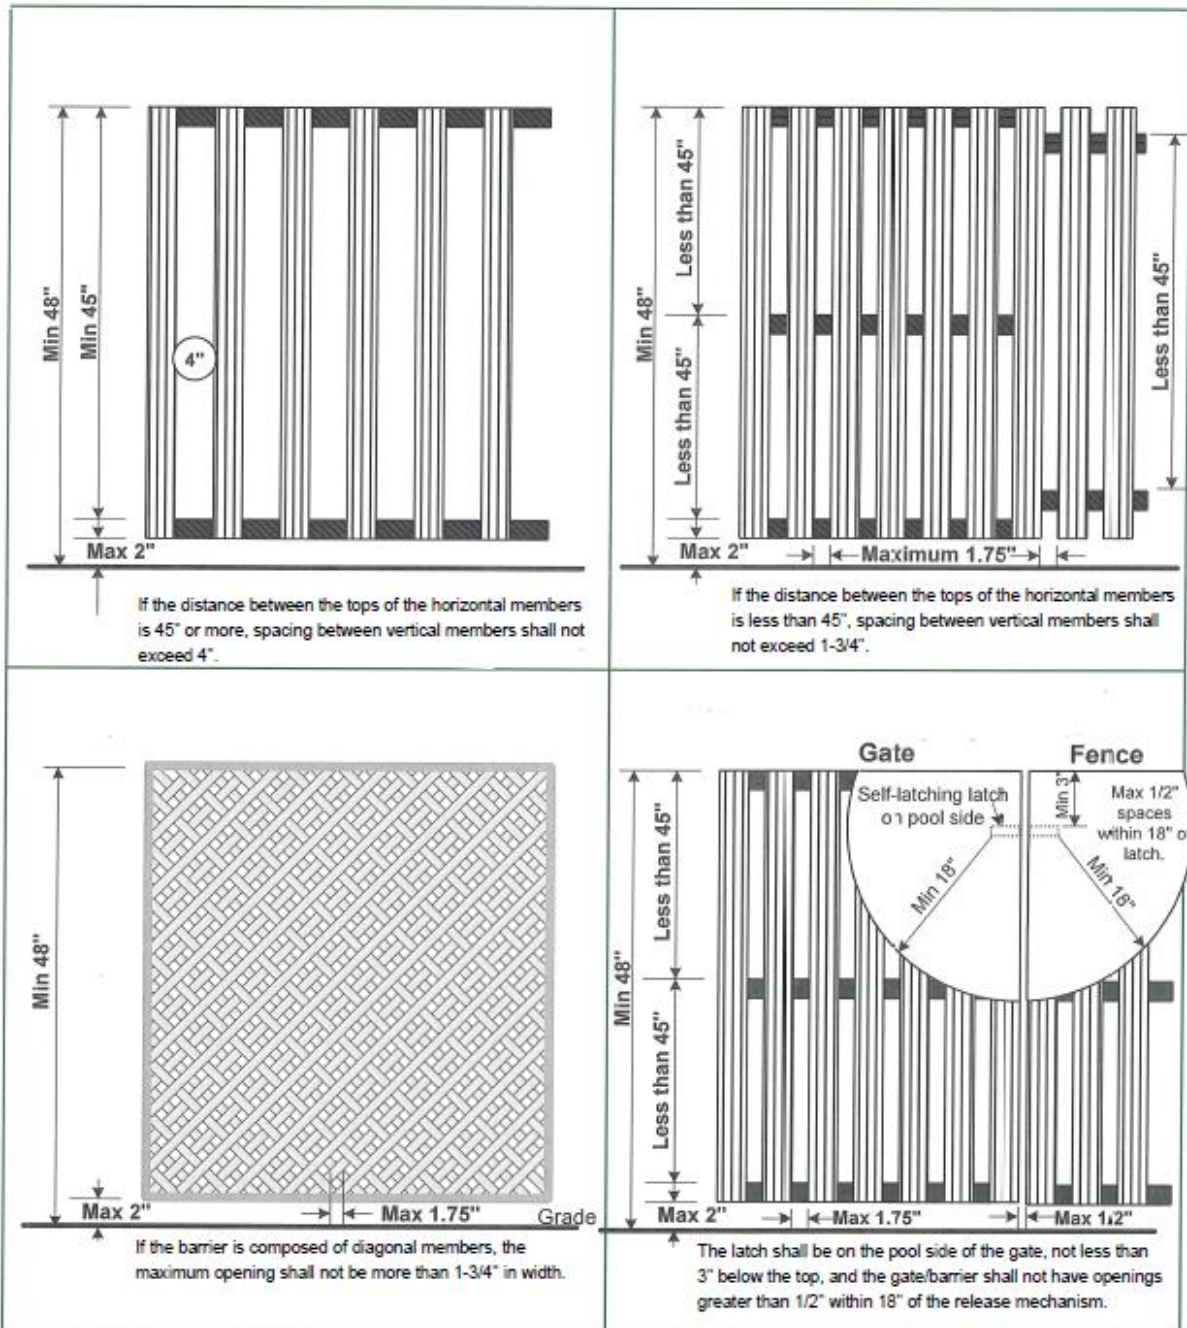 Min 48"
Min 45"
4"
Max 2"
If the distance between the tops of the horizontal members
is 45" or more, spacing between vertical members shall not
exceed 4".
Min 48"
Less than 45"
Less than 45"
Less than 45"
Max 2"
Maximum 1.75"
If the distance between the tops of the horizontal members
is less than 45", spacing between vertical members shall
not exceed 1-3/4".
Min 48"
Max 2"
Max 1.75"
Grade
If the barrier is composed of diagonal members, the
maximum opening shall not be more than 1-3/4" in width.
Gate
Fence
Self-latching latch
on pool side
Min 3"
Max 1/2"
spaces
within 18" o
latch.
Min 18"
Min 18"
Min 48"
Less than 45"
Less than 45"
Max 2"
Max 1.75"
Max 1/2"
The latch shall be on the pool side of the gate, not less than
3" below the top, and the gate/barrier shall not have openings
greater than 1/2" within 18" of the release mechanism.